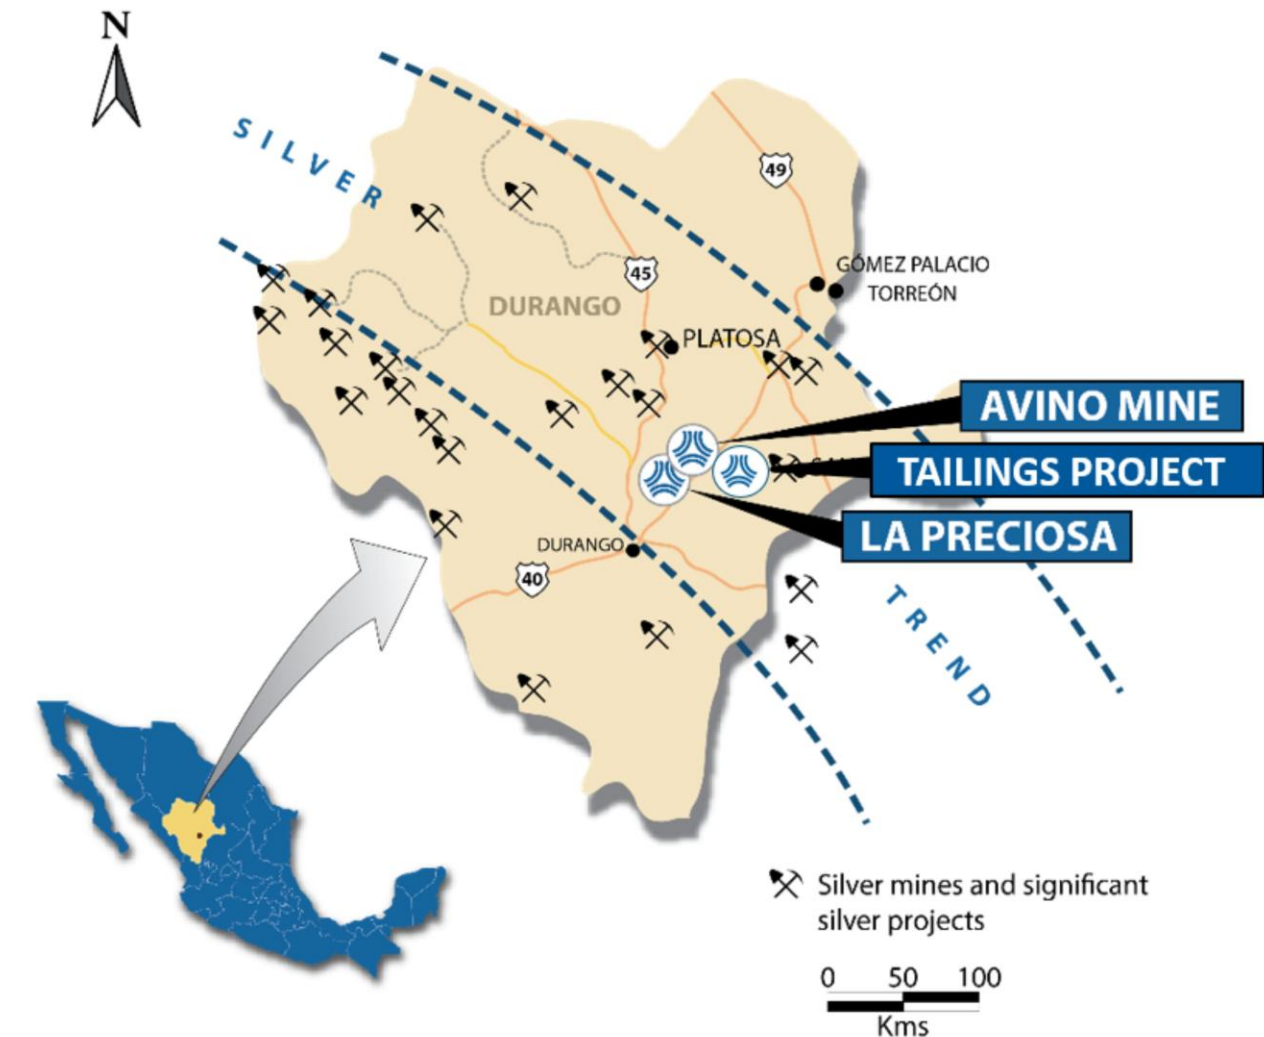 N
SILVER
49
GÓMEZ PALACIO
TORREÓN
45
DURANGO
PLATOSA
AVINO MINE
TAILINGS PROJECT
LA PRECIOSA
DURANGO
40
TREND
Silver mines and significant
silver projects
0 50 100
Kms